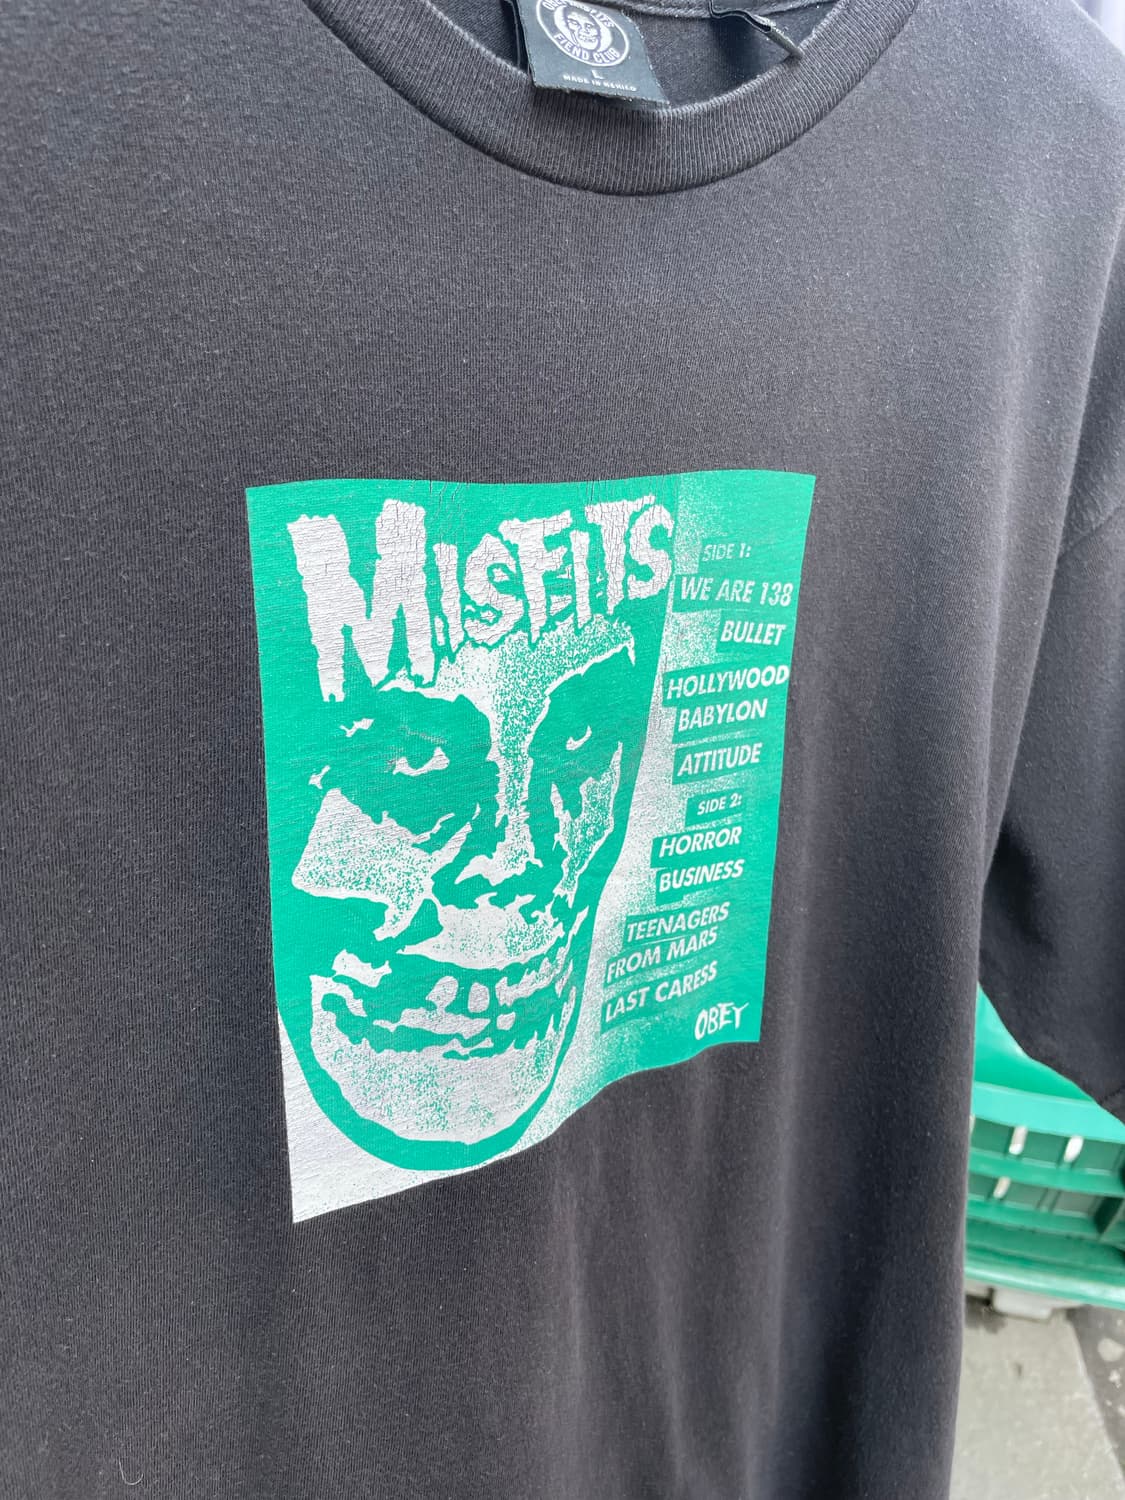 FIEND CLUB
L
MADE IN MEXICO
MISFITS
SIDE 1:
WE ARE 138
BULLET
HOLLYWOOD
BABYLON
ATTITUDE
SIDE 2:
HORROR
BUSINESS
TEENAGERS
FROM MARS
LAST CARESS
OBEY